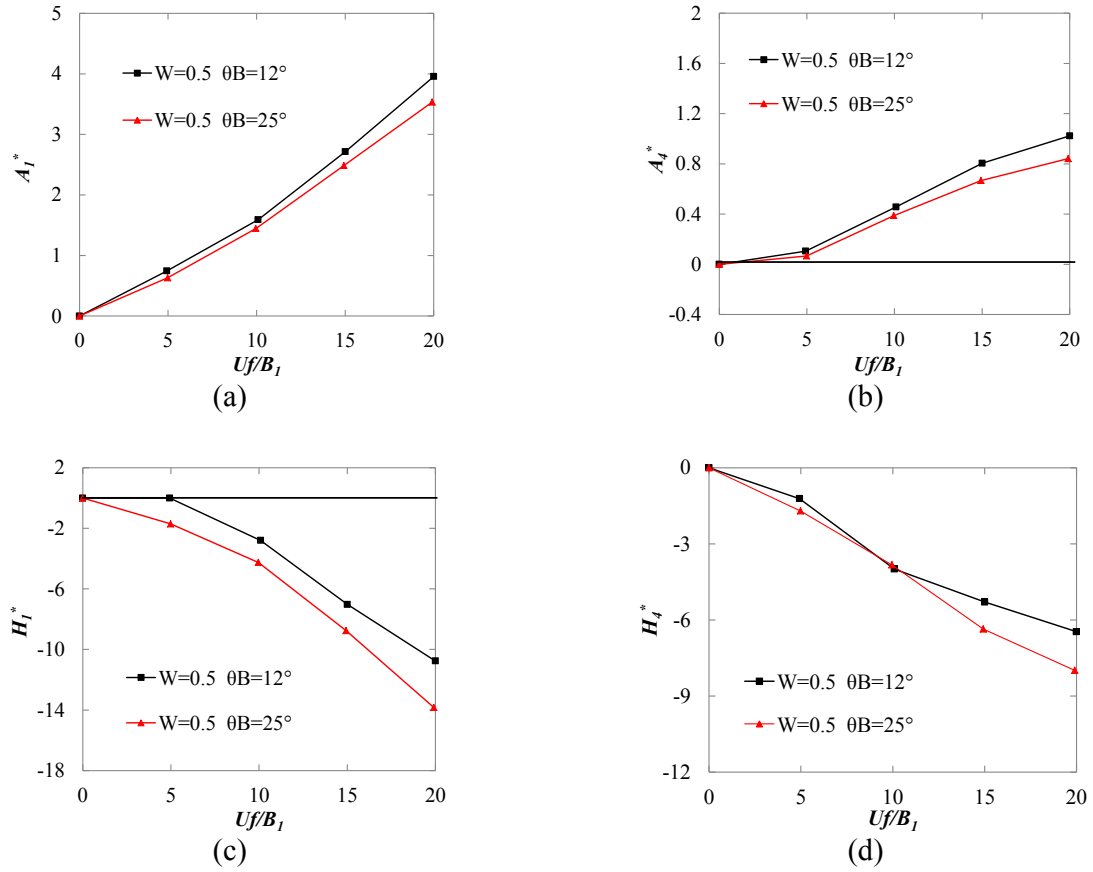 5
4
3
2
1
0
A1*
W=0.5 θB=12°
W=0.5 θB=25°
0 5 10 15 20
Uf/B1
(a)
2
1.6
1.2
0.8
0.4
0
-0.4
A4*
W=0.5 θB=12°
W=0.5 θB=25°
0 5 10 15 20
Uf/B1
(b)
2
-2
-6
-10
-14
-18
H1*
W=0.5 θB=12°
W=0.5 θB=25°
0 5 10 15 20
Uf/B1
(c)
0
-3
-6
-9
-12
H4*
W=0.5 θB=12°
W=0.5 θB=25°
0 5 10 15 20
Uf/B1
(d)